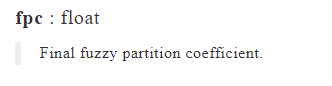 fpc : float
Final fuzzy partition coefficient.